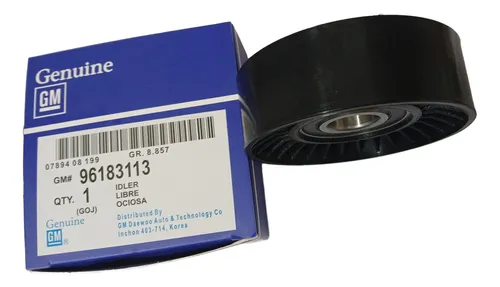 Genuine
GM
07894 08 199
GR. 8.857
GM# 96183113
QTY. 1
(GOJ)
IDLER
LIBRE
OCIOSA
Genuine
GM
Distributed By
GM Daewoo Auto & Technology Co
Inchon 403-714, Korea